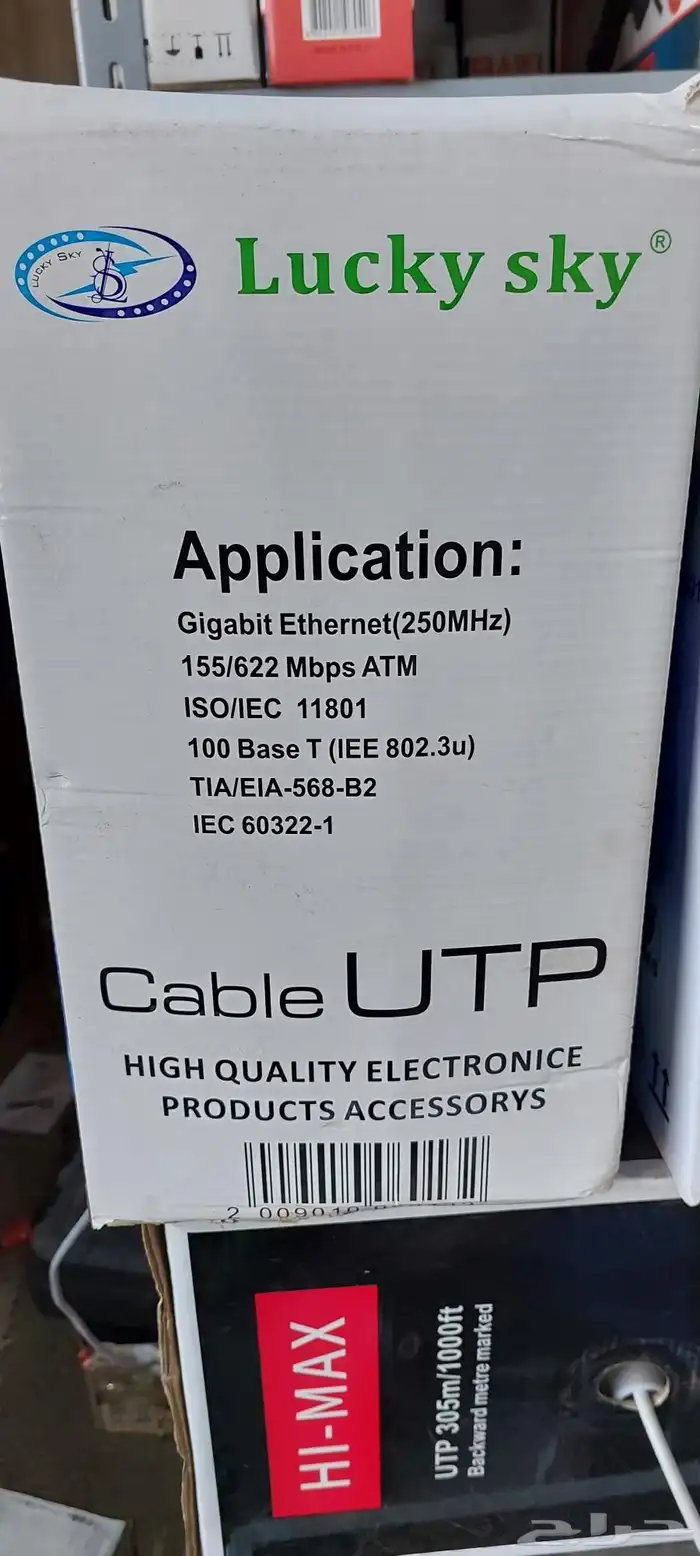 LUCKY SKY
Lucky sky®
Application:
Gigabit Ethernet(250MHz)
155/622 Mbps ATM
ISO/IEC 11801
100 Base T (IEE 802.3u)
TIA/EIA-568-B2
IEC 60322-1
Cable UTP
HIGH QUALITY ELECTRONICE
PRODUCTS ACCESSORYS
HI-MAX
UTP 305m/1000ft
Backward metre marked